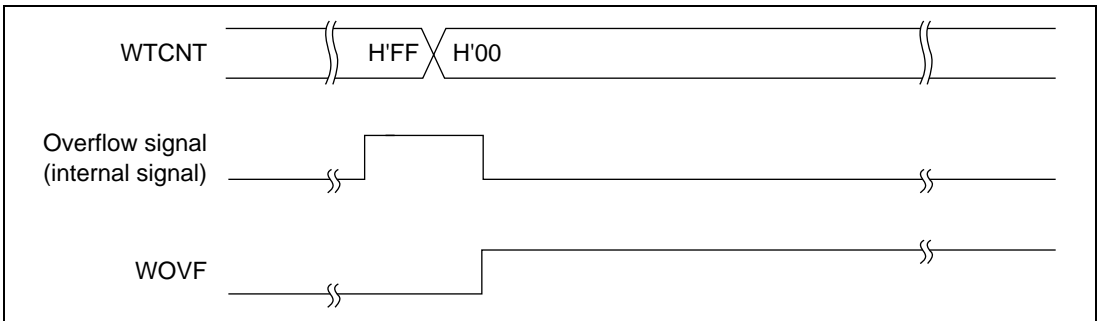 WTCNT H'FF H'00
Overflow signal
(internal signal)
WOVF